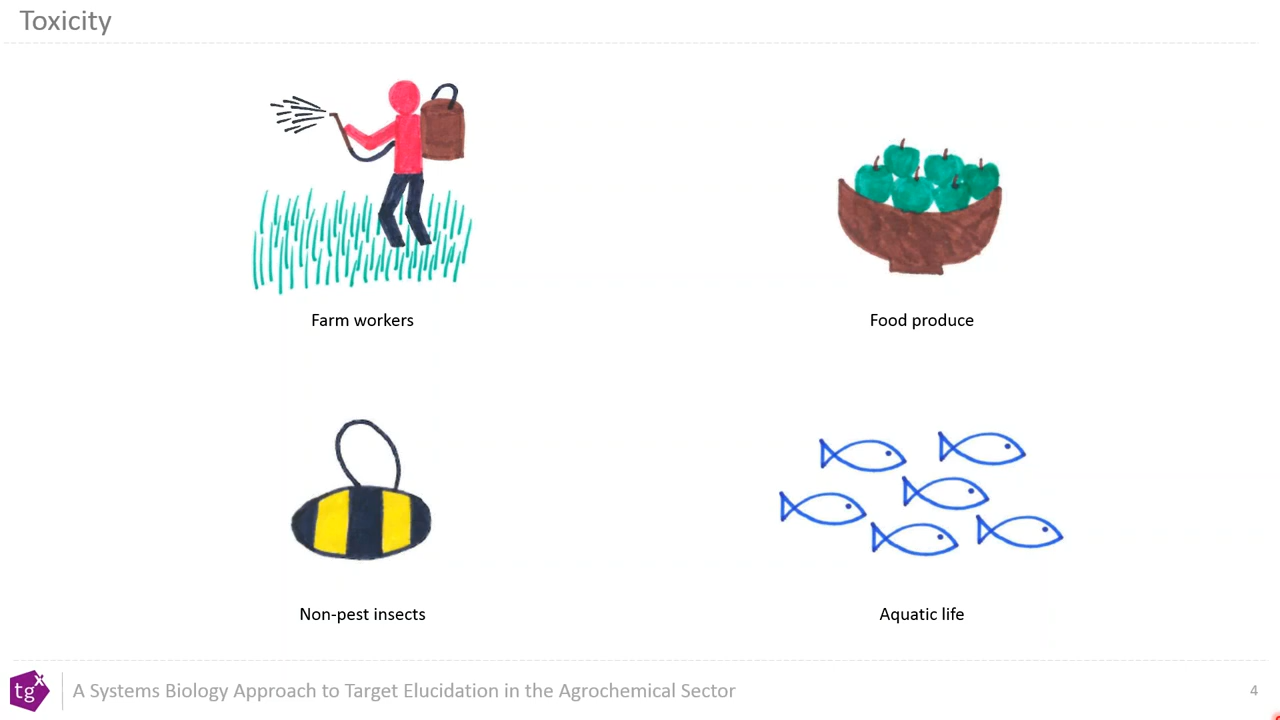 Toxicity
Farm workers
Food produce
Non-pest insects
Aquatic life
tgx
A Systems Biology Approach to Target Elucidation in the Agrochemical Sector
4